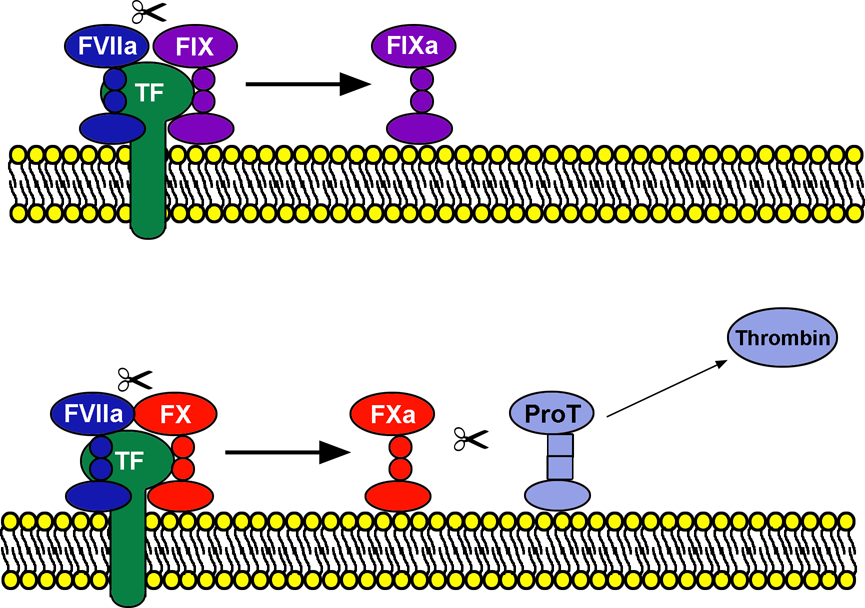 FVIIa
FIX
FIXa
TF
Thrombin
FVIIa
FX
FXa
ProT
TF